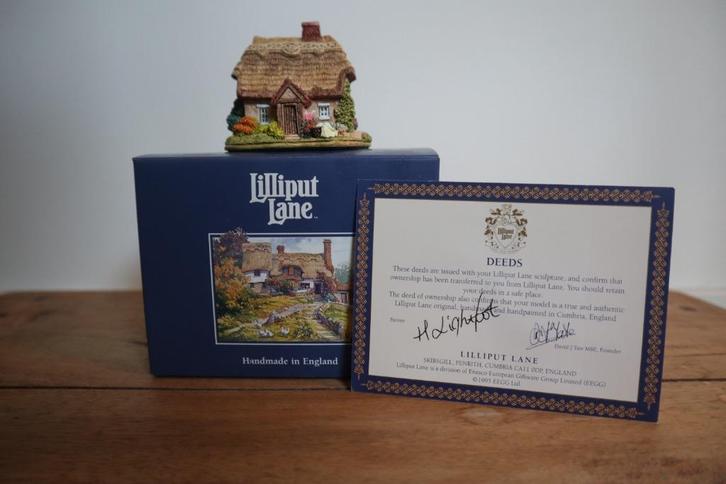 Lilliput
Lane™
Handmade in England
Lilliput
Lane
DEEDS
These deeds are issued with your Lilliput Lane sculpture, and confirm that
ownership has been transferred to you from Lilliput Lane. You should retain
your deeds in a safe place.
The deed of ownership also confirms that your model is a true and authentic
Lilliput Lane original, and handpainted in Cumbria, England
H Lightfoot
David J Tate MBE, Founder
LILLIPUT LANE
SKIRSGILL, PENRITH, CUMBRIA CA11 0DP, ENGLAND
Lilliput Lane is a division of Enesco European Giftware Group Limited (EEGG)
EEGG Ltd